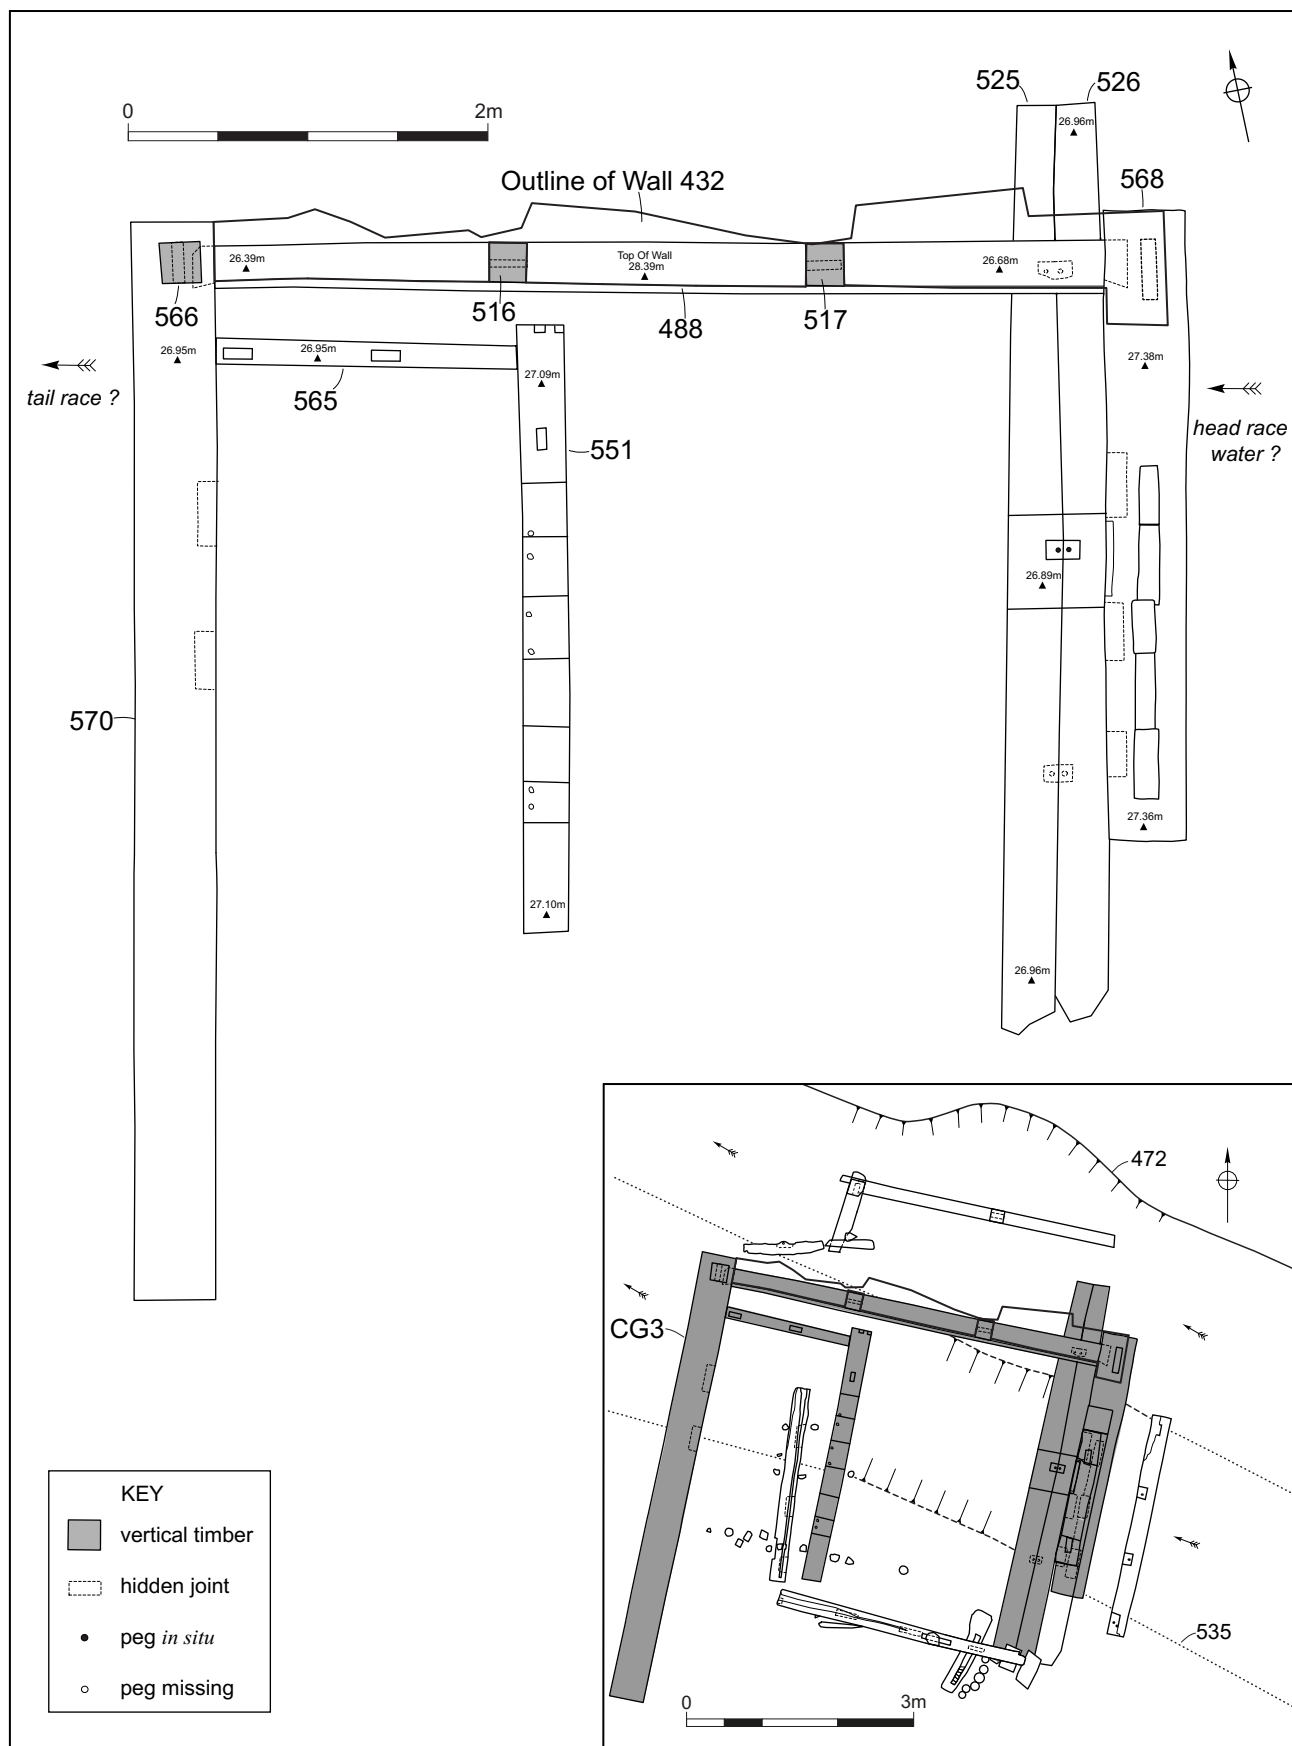 0 2m
525 526
26.96m
Outline of Wall 432
568
26.39m
Top Of Wall
28.39m
26.68m
566
516
488
517
26.95m
26.95m
27.09m
27.38m
tail race ?
565
head race
water ?
551
26.89m
570
27.36m
27.10m
26.96m
472
CG3
535
0 3m
KEY
vertical timber
hidden joint
peg in situ
peg missing